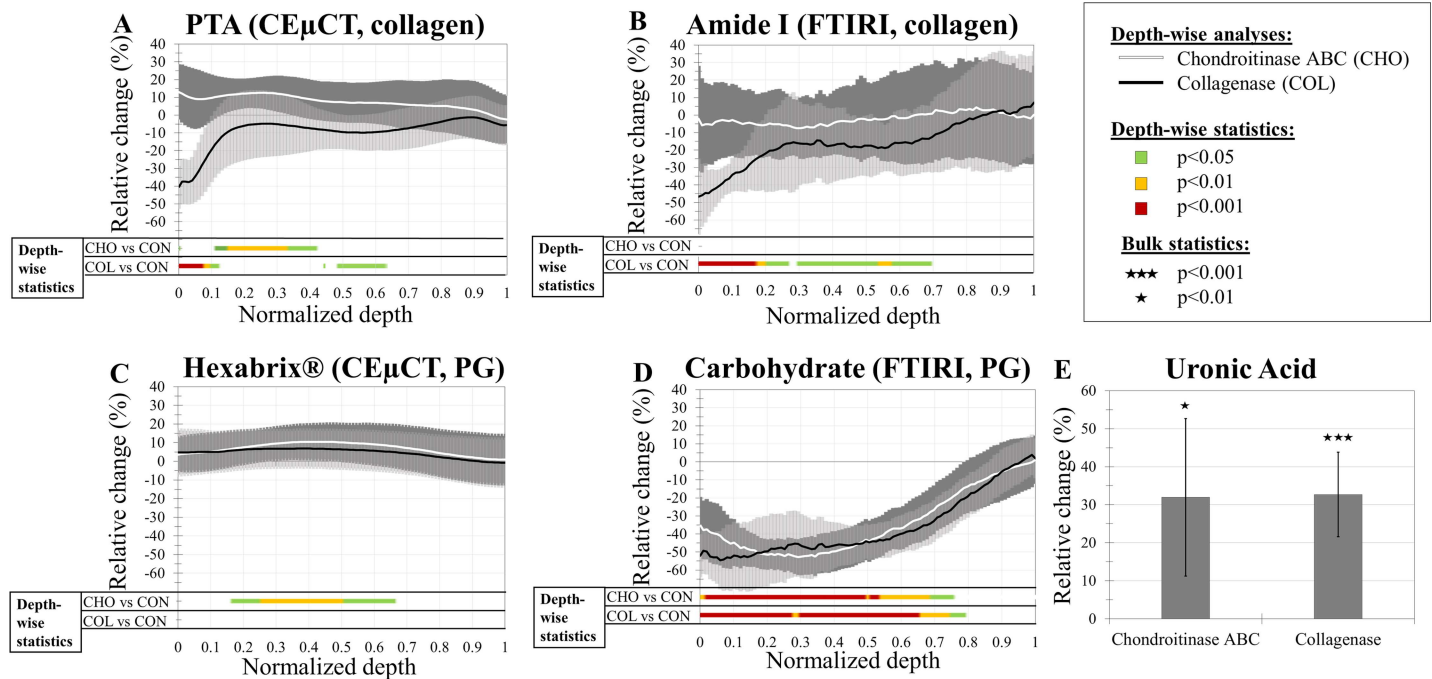 A PTA (CEµCT, collagen)
Relative change (%)
40
30
20
10
0
-10
-20
-30
-40
-50
-60
Depth-
wise
statistics
CHO vs CON
COL vs CON
0 0.1 0.2 0.3 0.4 0.5 0.6 0.7 0.8 0.9 1
Normalized depth
B Amide I (FTIRI, collagen)
Relative change (%)
40
30
20
10
0
-10
-20
-30
-40
-50
-60
Depth-
wise
statistics
CHO vs CON
COL vs CON
0 0.1 0.2 0.3 0.4 0.5 0.6 0.7 0.8 0.9 1
Normalized depth
Depth-wise analyses:
Chondroitinase ABC (CHO)
Collagenase (COL)
Depth-wise statistics:
p<0.05
p<0.01
p<0.001
Bulk statistics:
★★★ p<0.001
★ p<0.01
C Hexabrix® (CEµCT, PG)
Relative change (%)
40
30
20
10
0
-10
-20
-30
-40
-50
-60
Depth-
wise
statistics
CHO vs CON
COL vs CON
0 0.1 0.2 0.3 0.4 0.5 0.6 0.7 0.8 0.9 1
Normalized depth
D Carbohydrate (FTIRI, PG)
Relative change (%)
40
30
20
10
0
-10
-20
-30
-40
-50
-60
Depth-
wise
statistics
CHO vs CON
COL vs CON
0 0.1 0.2 0.3 0.4 0.5 0.6 0.7 0.8 0.9 1
Normalized depth
E Uronic Acid
Relative change (%)
60
50
40
30
20
10
0
★
★★★
Chondroitinase ABC Collagenase